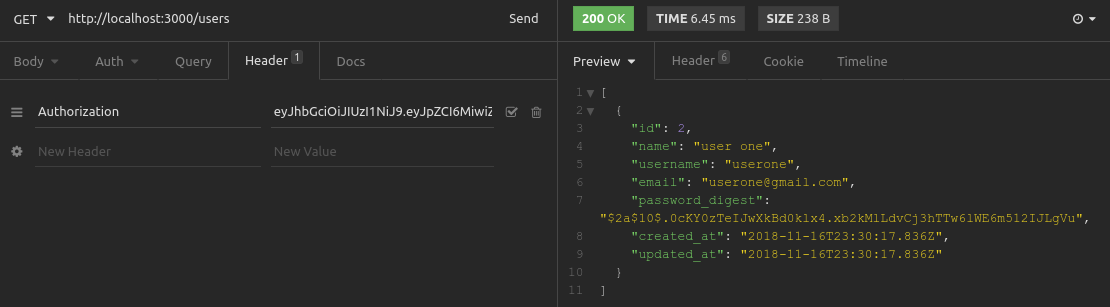 GET http://localhost:3000/users Send
Body Auth Query Header 1 Docs
Authorization eyJhbGciOiJIUzI1NiJ9.eyJpZCI6MiwiZ
New Header New Value
200 OK TIME 6.45 ms SIZE 238 B
Preview Header 6 Cookie Timeline
1 [
2 {
3 "id": 2,
4 "name": "user one",
5 "username": "userone",
6 "email": "userone@gmail.com",
7 "password_digest":
"$2a$10$.0cKY0zTeIJwXkBd0klx4.xb2kMlLdvCj3hTTw6lWE6m512IJLgVu",
8 "created_at": "2018-11-16T23:30:17.836Z",
9 "updated_at": "2018-11-16T23:30:17.836Z"
10 }
11 ]